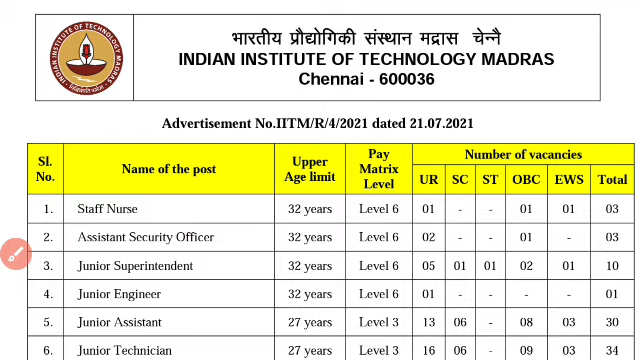 भारतीय प्रौद्योगिकी संस्थान मद्रास चेन्नै
INDIAN INSTITUTE OF TECHNOLOGY MADRAS
Chennai - 600036
INDIAN INSTITUTE OF TECHNOLOGY MADRAS
Advertisement No.IITM/R/4/2021 dated 21.07.2021
Sl. No. Name of the post Upper Age limit Pay Matrix Level Number of vacancies
UR SC ST OBC EWS Total
1. Staff Nurse 32 years Level 6 01 - - 01 01 03
2. Assistant Security Officer 32 years Level 6 02 - - 01 - 03
3. Junior Superintendent 32 years Level 6 05 01 01 02 01 10
4. Junior Engineer 32 years Level 6 01 - - - - 01
5. Junior Assistant 27 years Level 3 13 06 - 08 03 30
6. Junior Technician 27 years Level 3 16 06 - 09 03 34